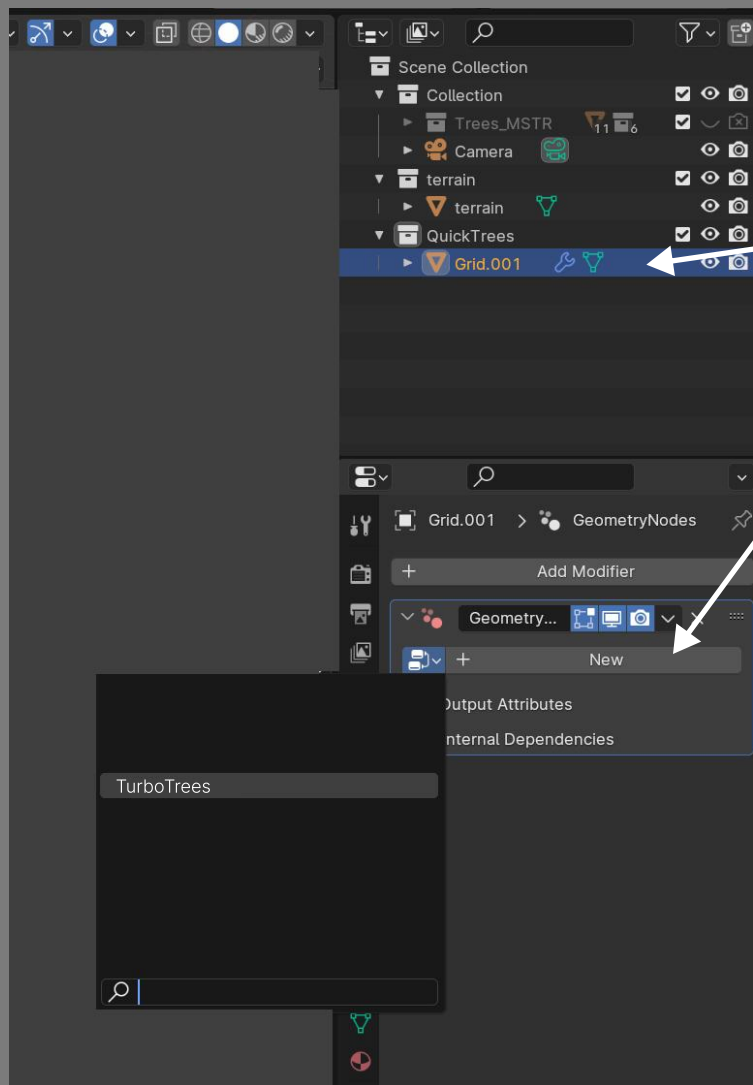 Scene Collection
Collection
Trees_MSTR 11 6
Camera
terrain
terrain
QuickTrees
Grid.001
Grid.001 > GeometryNodes
+ Add Modifier
Geometry...
+ New
Output Attributes
nternal Dependencies
TurboTrees